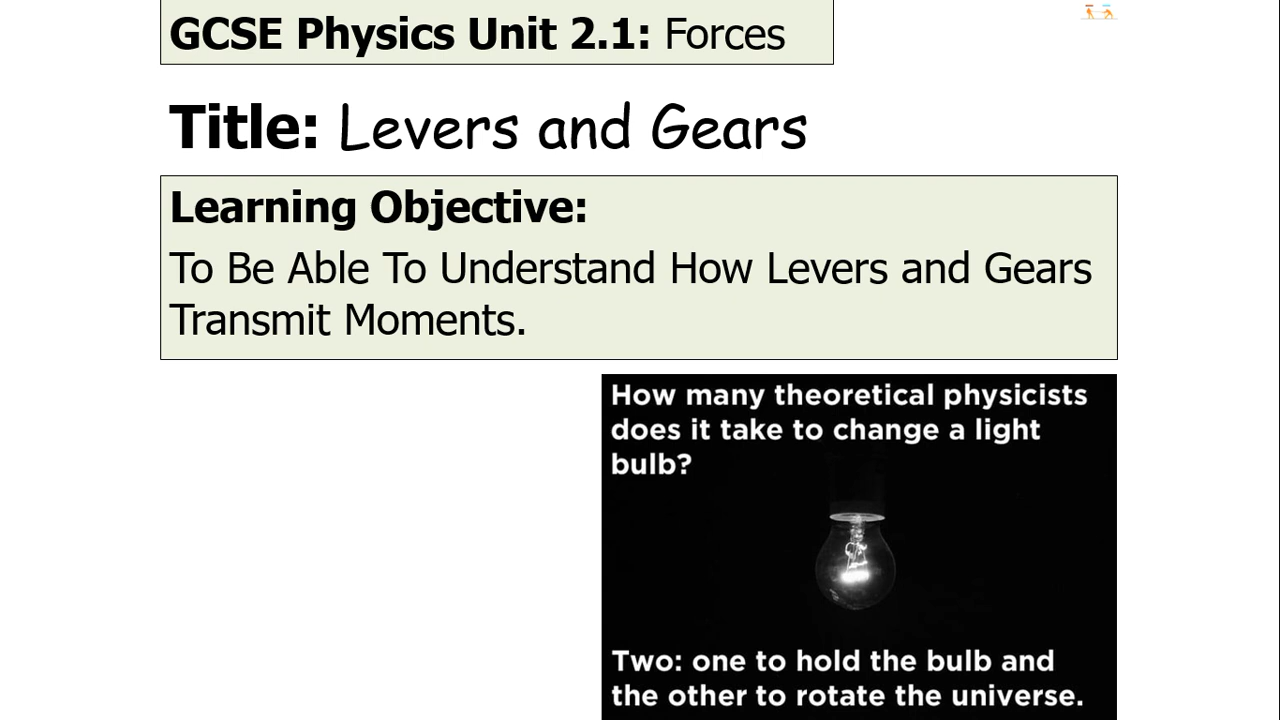 GCSE Physics Unit 2.1: Forces
Title: Levers and Gears
Learning Objective:
To Be Able To Understand How Levers and Gears
Transmit Moments.
How many theoretical physicists
does it take to change a light
bulb?
Two: one to hold the bulb and
the other to rotate the universe.